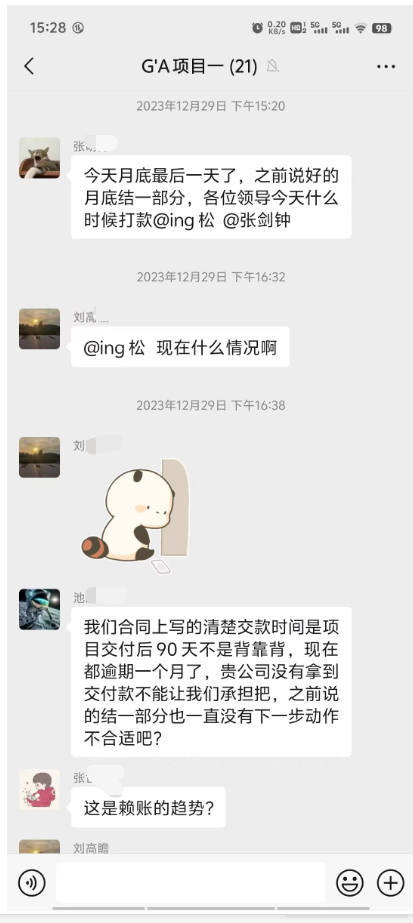 15:28
0.20
KB/s
HD
5G
5G
98
G'A项目一 (21)
2023年12月29日 下午15:20
张
今天月底最后一天了，之前说好的
月底结一部分，各位领导今天什么
时候打款@ing 松 @张剑钟
2023年12月29日 下午16:32
刘高
@ing 松 现在什么情况啊
2023年12月29日 下午16:38
刘
池
我们合同上写的清楚交款时间是项
目交付后 90 天不是背靠背，现在
都逾期一个月了，贵公司没有拿到
交付款不能让我们承担把，之前说
的结一部分也一直没有下一步动作
不合适吧？
张
这是赖账的趋势？
刘高瞻